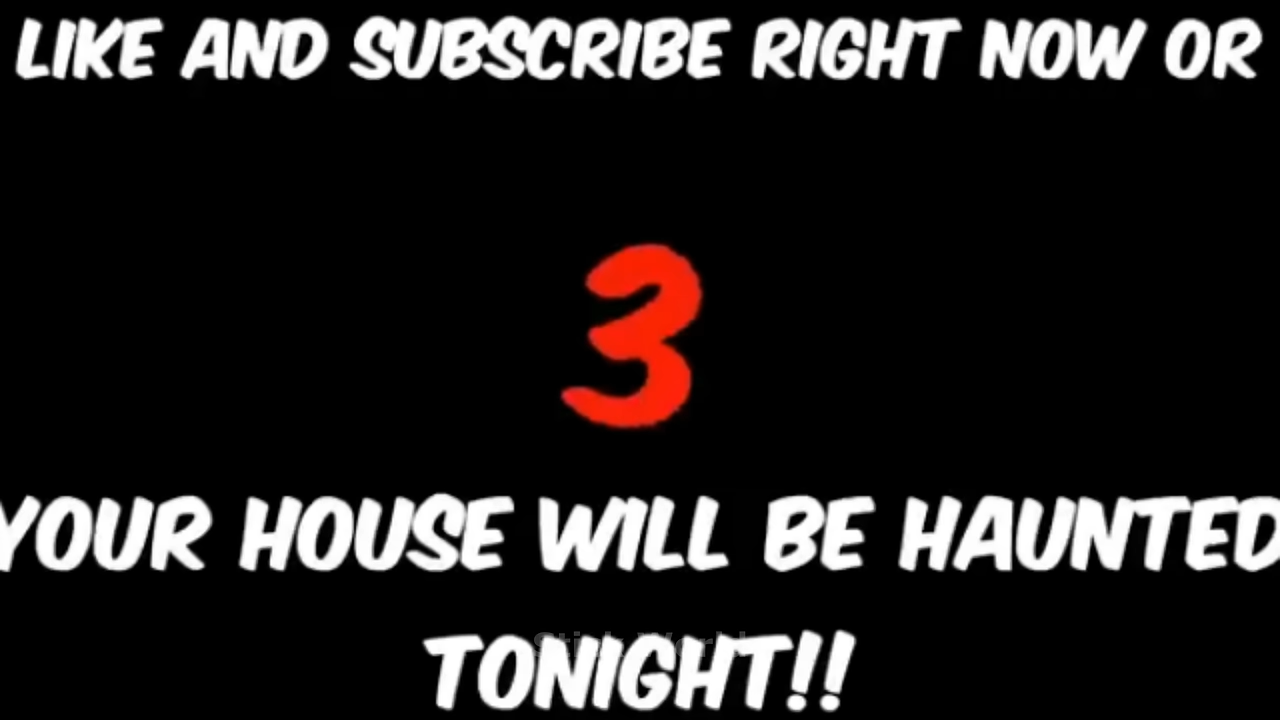 LIKE AND SUBSCRIBE RIGHT NOW OR
3
YOUR HOUSE WILL BE HAUNTED
TONIGHT!!